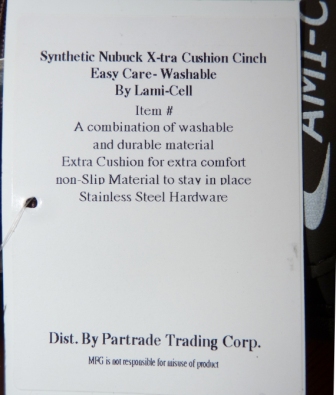 Synthetic Nubuck X-tra Cushion Cinch
Easy Care- Washable
By Lami-Cell
Item #
A combination of washable
and durable material
Extra Cushion for extra comfort
non-Slip Material to stay in place
Stainless Steel Hardware
Dist. By Partrade Trading Corp.
MFG is not responsible for misuse of product
AMI-C